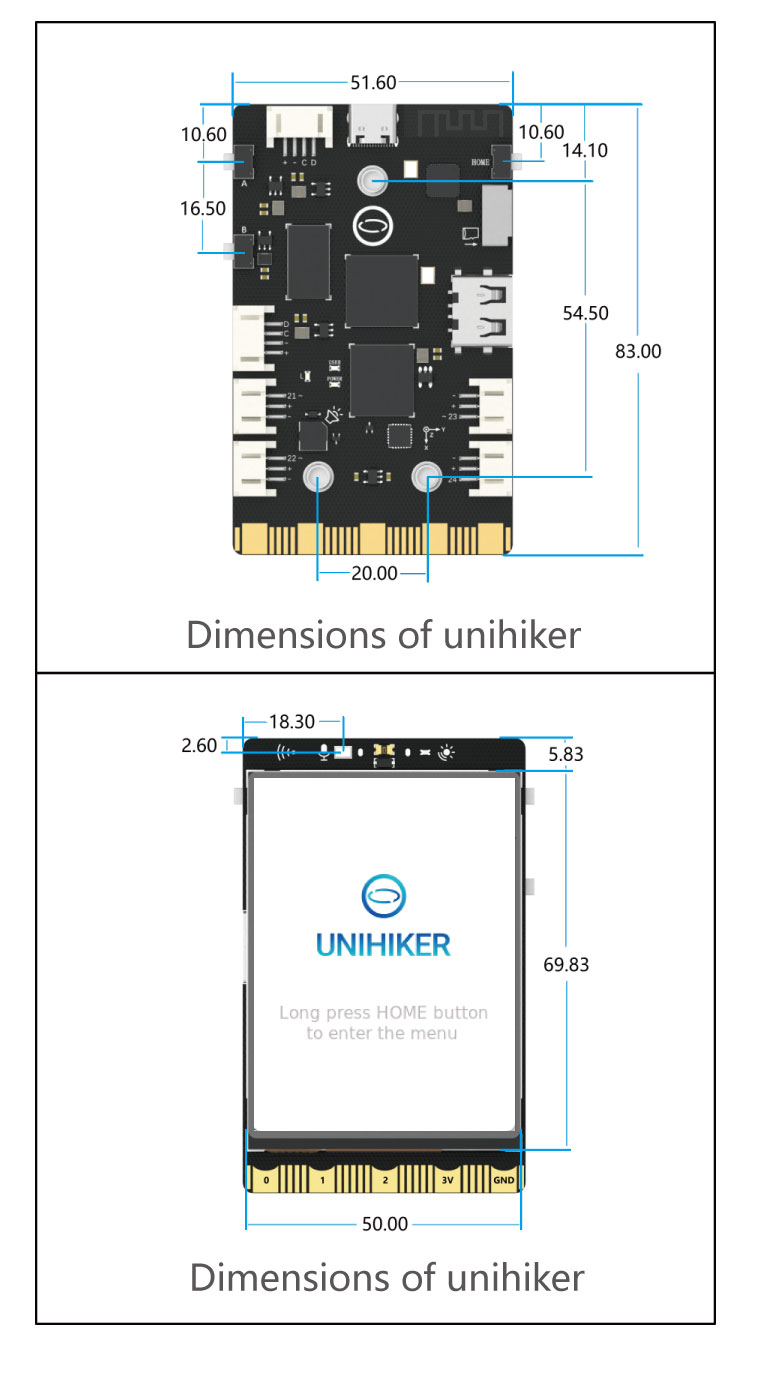 51.60
10.60
10.60
14.10
+ - C D
HOME
A
16.50
B
54.50
D
C
-
+
83.00
USER
L
POWER
21 ~
+
-
-
+
~ 23
Y
Z
X
22 ~
+
-
-
+
24
20.00
Dimensions of unihiker
18.30
2.60
5.83
UNIHIKER
69.83
Long press HOME button
to enter the menu
0 1 2 3V GND
50.00
Dimensions of unihiker